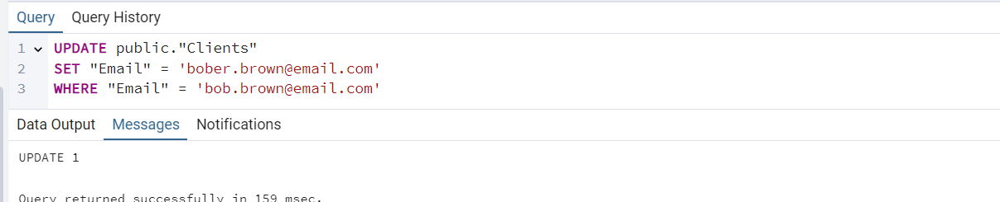 Query Query History
1 UPDATE public."Clients"
2 SET "Email" = 'bober.brown@email.com'
3 WHERE "Email" = 'bob.brown@email.com'
Data Output Messages Notifications
UPDATE 1
Query returned successfully in 159 msec.